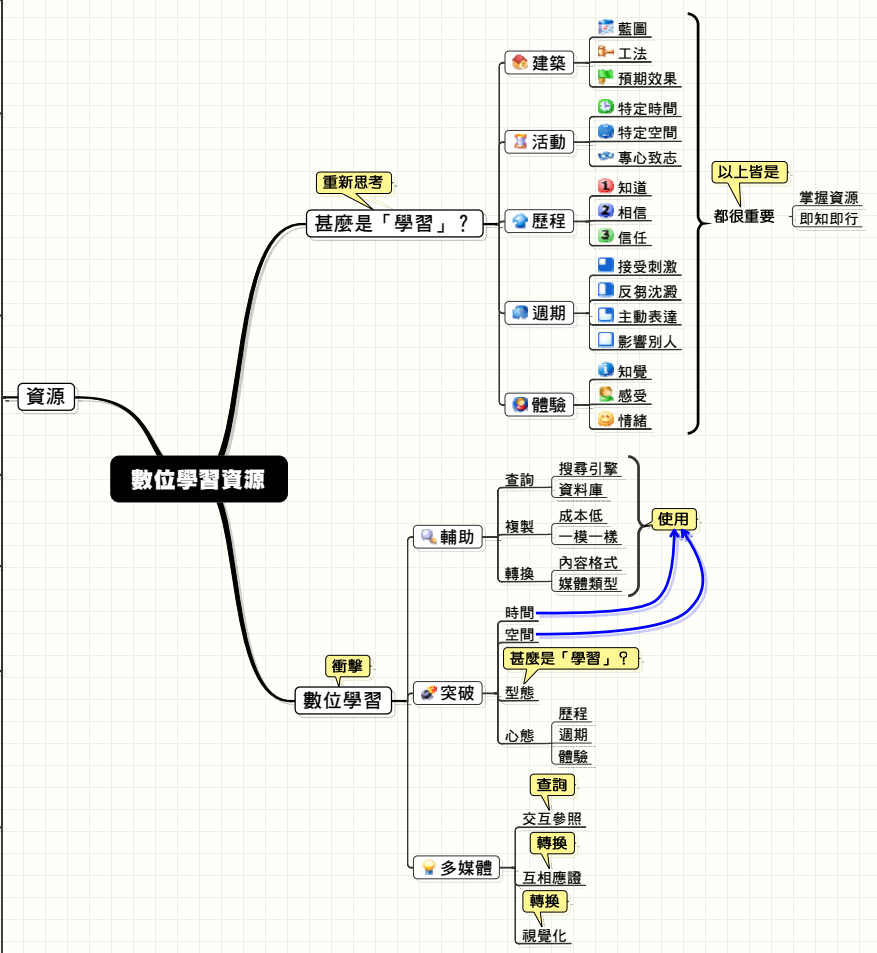 數位學習資源
資源
重新思考
甚麼是「學習」？
建築
藍圖
工法
預期效果
活動
特定時間
特定空間
專心致志
歷程
1 知道
2 相信
3 信任
週期
接受刺激
反芻沈澱
主動表達
影響別人
體驗
知覺
感受
情緒
以上皆是
都很重要
掌握資源
即知即行
衝擊
數位學習
輔助
查詢
搜尋引擎
資料庫
複製
成本低
一模一樣
轉換
內容格式
媒體類型
使用
突破
時間
空間
甚麼是「學習」？
型態
心態
歷程
週期
體驗
多媒體
查詢
交互參照
轉換
互相應證
轉換
視覺化